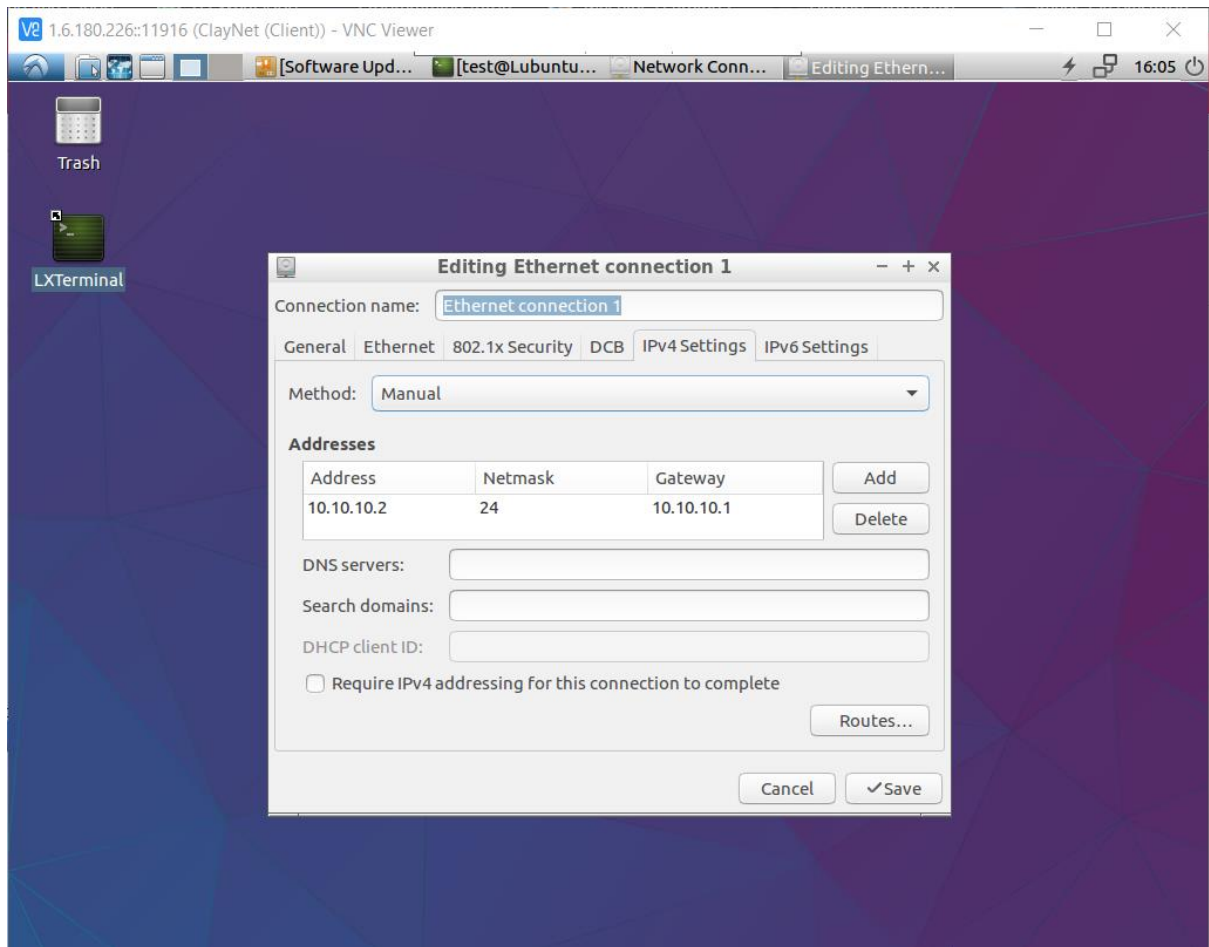 1.6.180.226::11916 (ClayNet (Client)) - VNC Viewer
[Software Upd... [test@Lubuntu... Network Conn... Editing Ethern... 16:05
Trash
LXTerminal
Editing Ethernet connection 1
Connection name: Ethernet connection 1
General Ethernet 802.1x Security DCB IPv4 Settings IPv6 Settings
Method: Manual
Addresses
Address Netmask Gateway Add
10.10.10.2 24 10.10.10.1
Delete
DNS servers:
Search domains:
DHCP client ID:
Require IPv4 addressing for this connection to complete
Routes...
Cancel Save